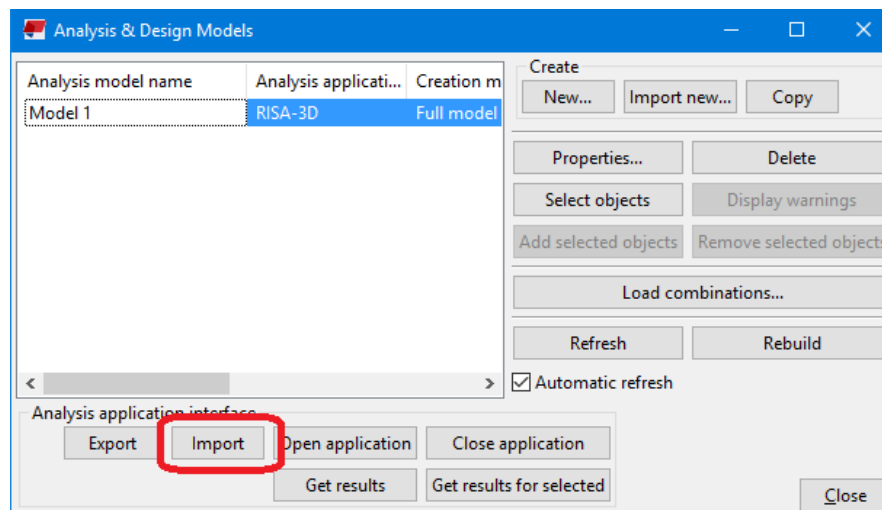 Analysis & Design Models
Analysis model name Analysis applicati... Creation m
Model 1 RISA-3D Full model
Create
New... Import new... Copy
Properties... Delete
Select objects Display warnings
Add selected objects Remove selected object
Load combinations...
Refresh Rebuild
Automatic refresh
Analysis application interface
Export Import Open application Close application
Get results Get results for selected
Close